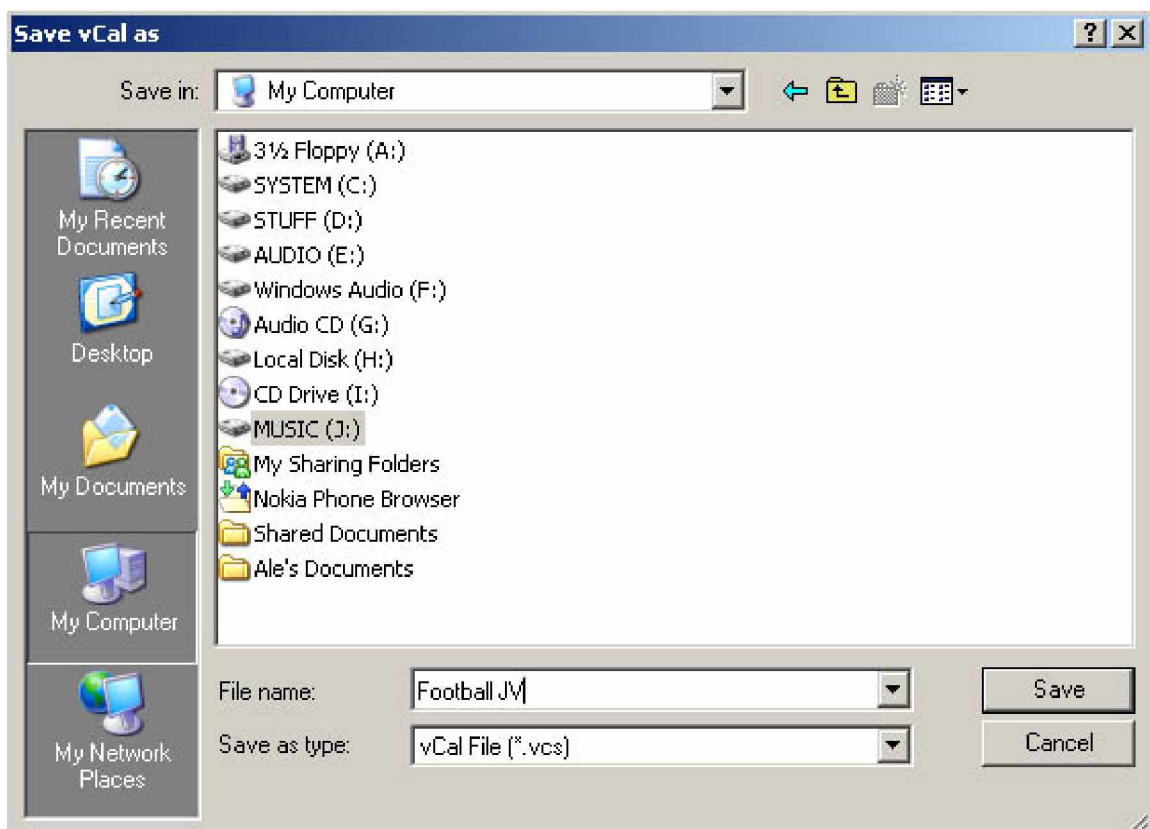 Save vCal as
Save in:
My Computer
My Recent
Documents
Desktop
My Documents
My Computer
My Network
Places
3½ Floppy (A:)
SYSTEM (C:)
STUFF (D:)
AUDIO (E:)
Windows Audio (F:)
Audio CD (G:)
Local Disk (H:)
CD Drive (I:)
MUSIC (J:)
My Sharing Folders
Nokia Phone Browser
Shared Documents
Ale's Documents
File name:
Football JV
Save
Save as type:
vCal File (*.vcs)
Cancel